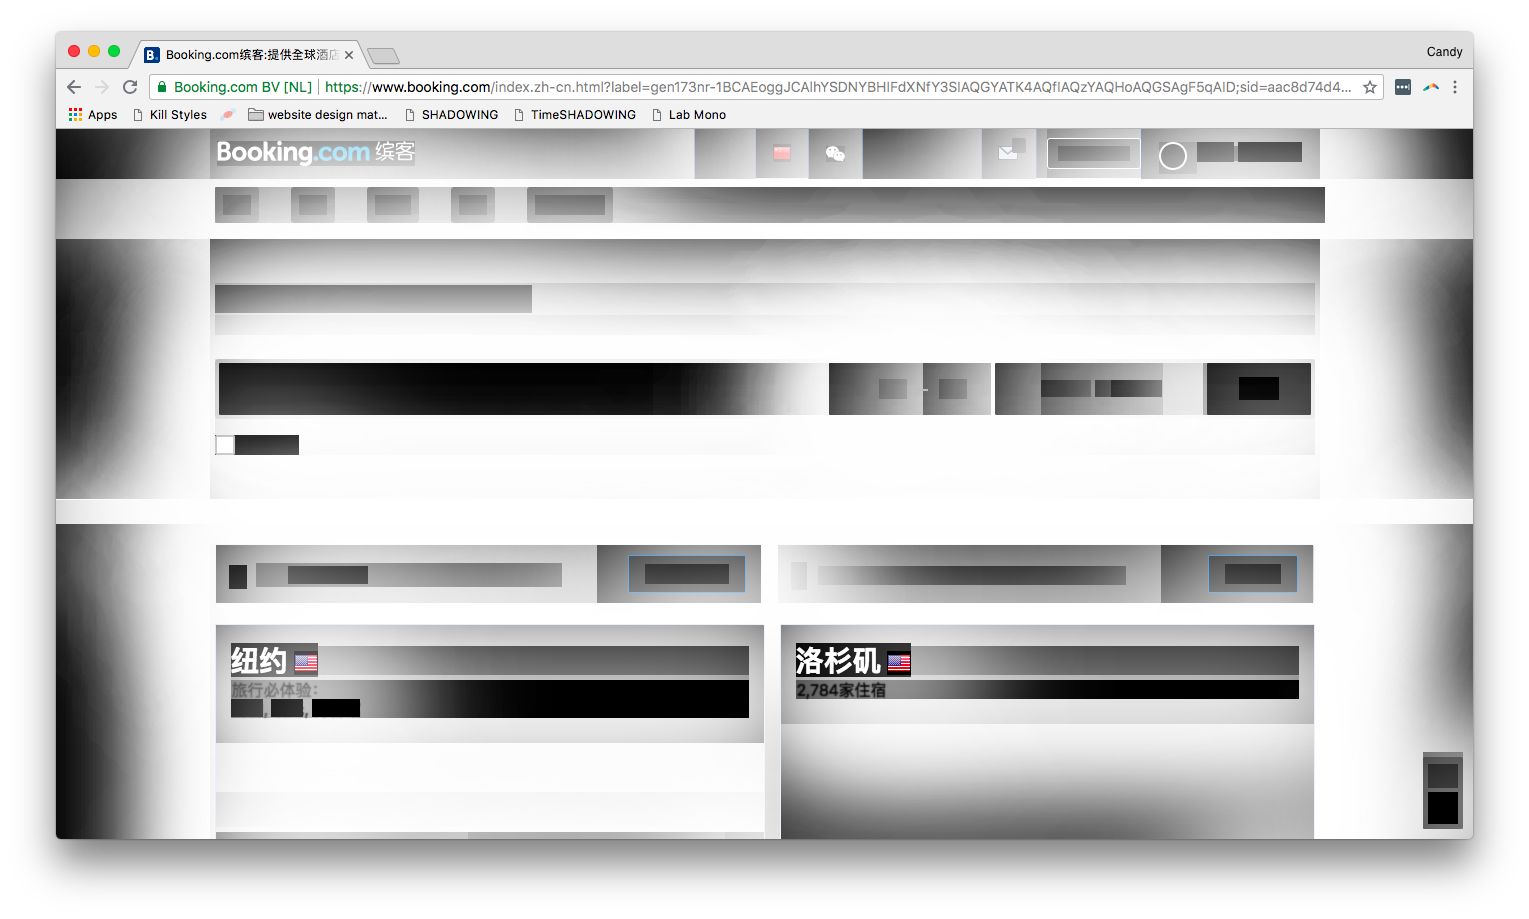 Booking.com缤客:提供全球酒店
Candy
Booking.com BV [NL] https://www.booking.com/index.zh-cn.html?label=gen173nr-1BCAEoggJCAlhYSDNYBHIFdXNfY3SIAQGYATK4AQfIAQzYAQHoAQGSAgF5qAID;sid=aac8d74d4...
Apps Kill Styles website design mat... SHADOWING TimeSHADOWING Lab Mono
Booking.com 缤客
纽约
旅行必体验：
洛杉矶
2,784家住宿